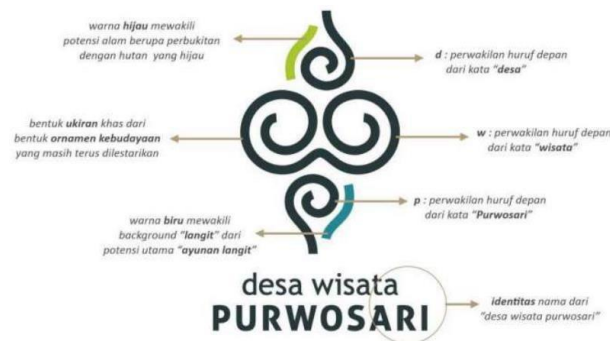 warna hijau mewakili
potensi alam berupa perbukitan
dengan hutan yang hijau
d : perwakilan huruf depan
dari kata "desa"
bentuk ukiran khas dari
bentuk ornamen kebudayaan
yang masih terus dilestarikan
w : perwakilan huruf depan
dari kata "wisata"
p : perwakilan huruf depan
dari kata "Purwosari"
warna biru mewakili
background "langit" dari
potensi utama "ayunan langit"
desa wisata
PURWOSARI
identitas nama dari
"desa wisata purwosari"